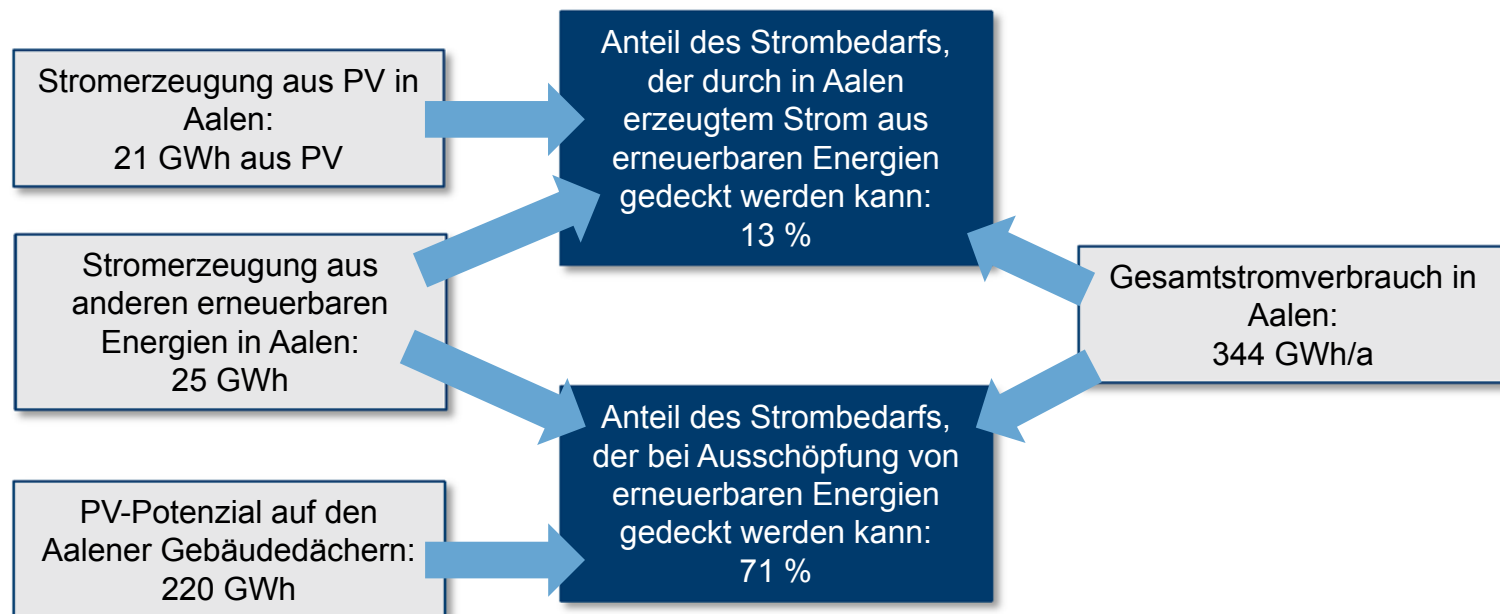 Stromerzeugung aus PV in
Aalen:
21 GWh aus PV
Anteil des Strombedarfs,
der durch in Aalen
erzeugtem Strom aus
erneuerbaren Energien
gedeckt werden kann:
13 %
Stromerzeugung aus
anderen erneuerbaren
Energien in Aalen:
25 GWh
Gesamtstromverbrauch in
Aalen:
344 GWh/a
Anteil des Strombedarfs,
der bei Ausschöpfung von
erneuerbaren Energien
gedeckt werden kann:
71 %
PV-Potenzial auf den
Aalener Gebäudedächern:
220 GWh